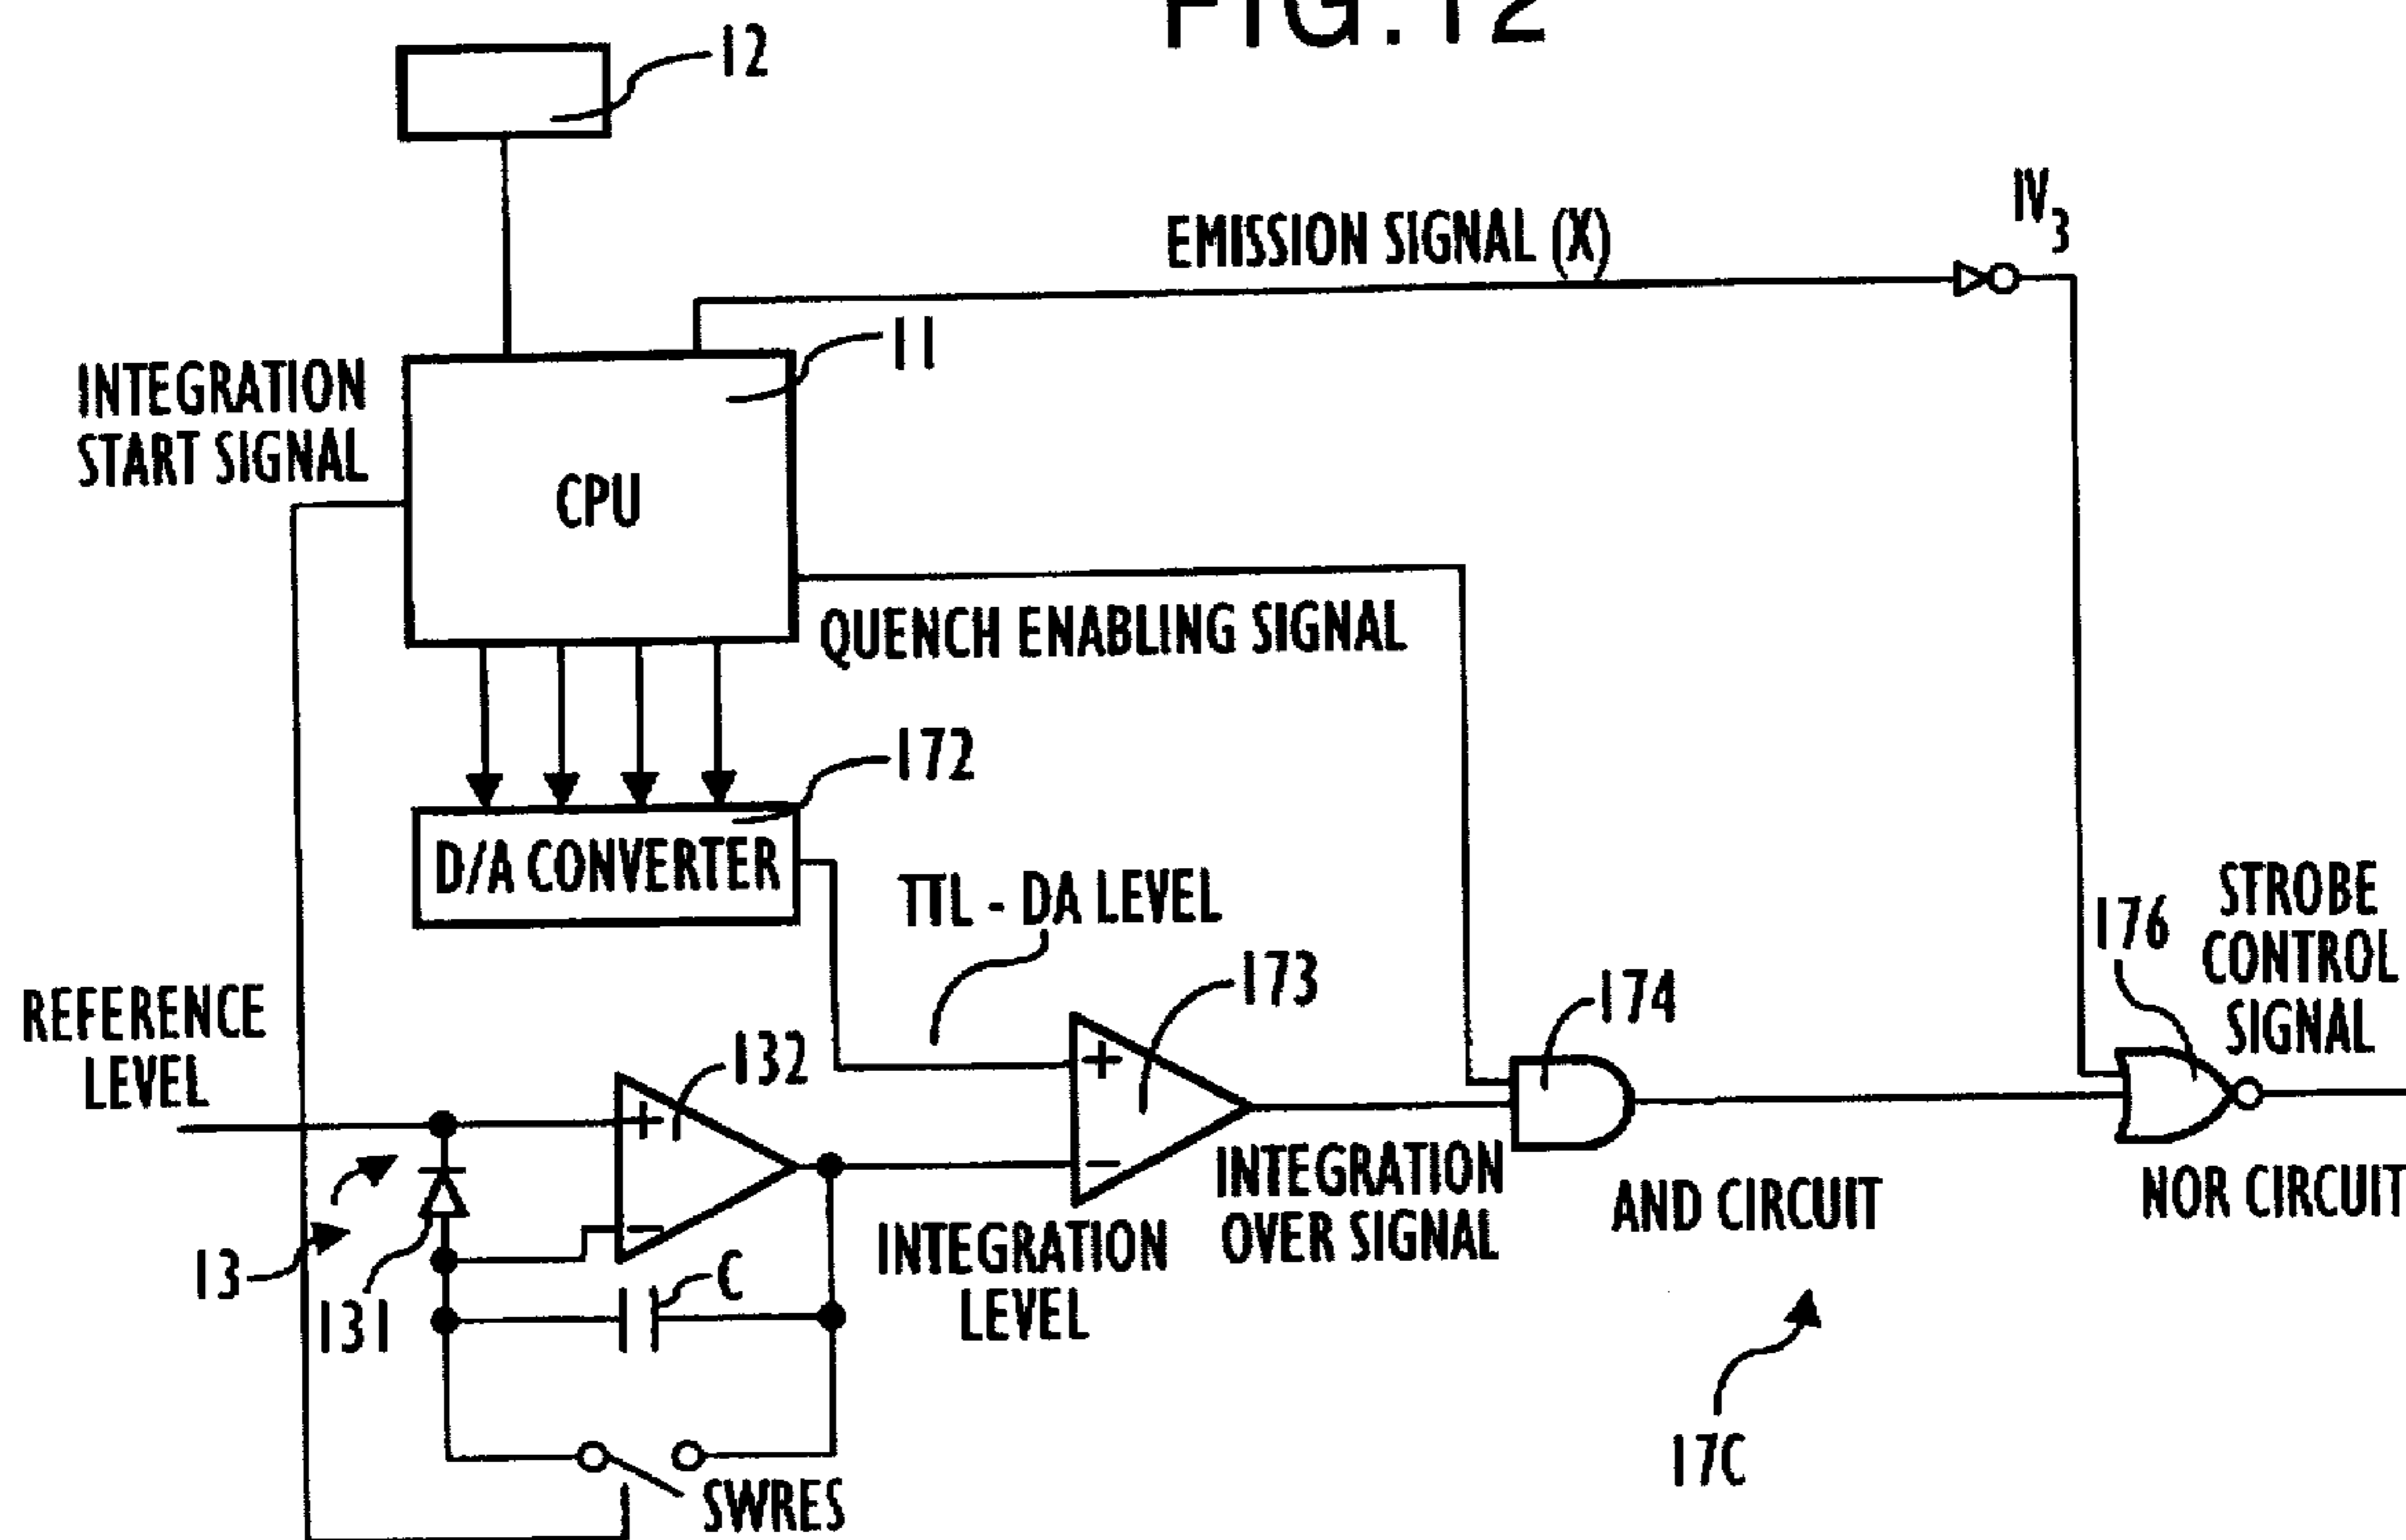 FIG.12
12
IV3
EMISSION SIGNAL (X)
11
INTEGRATION
START SIGNAL
CPU
QUENCH ENABLING SIGNAL
172
D/A CONVERTER
TTL - DA LEVEL
173
174
176
STROBE
CONTROL
SIGNAL
REFERENCE
LEVEL
132
+
-
+
-
INTEGRATION
OVER SIGNAL
AND CIRCUIT
NOR CIRCUIT
INTEGRATION
LEVEL
13
131
C
17C
SWRES